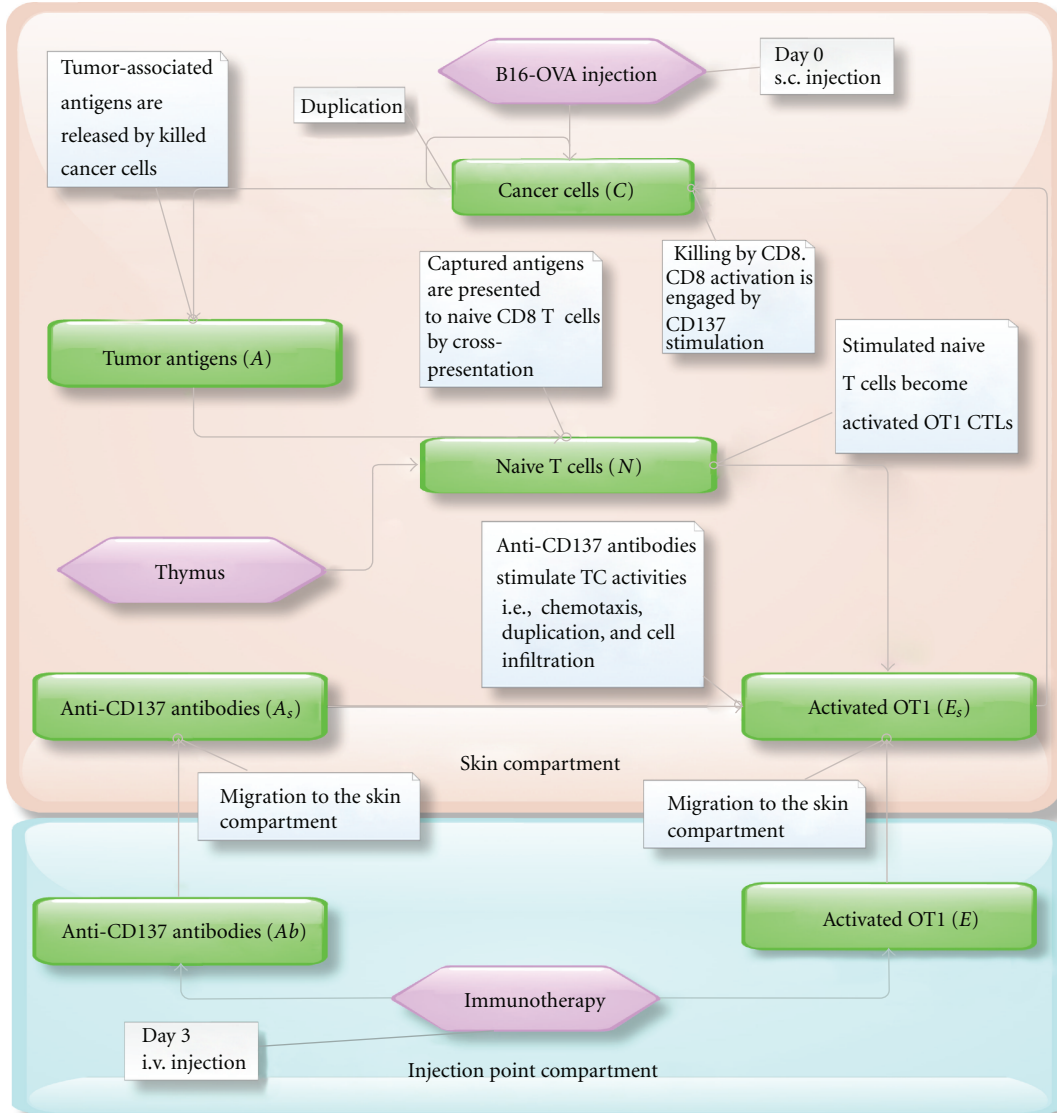 Tumor-associated
antigens are
released by killed
cancer cells
Duplication
B16-OVA injection
Day 0
s.c. injection
Cancer cells (C)
Captured antigens
are presented
to naive CD8 T cells
by cross-
presentation
Killing by CD8.
CD8 activation is
engaged by
CD137
stimulation
Stimulated naive
T cells become
activated OT1 CTLs
Tumor antigens (A)
Naive T cells (N)
Thymus
Anti-CD137 antibodies
stimulate TC activities
i.e., chemotaxis,
duplication, and cell
infiltration
Anti-CD137 antibodies (As)
Activated OT1 (Es)
Skin compartment
Migration to the skin
compartment
Migration to the skin
compartment
Anti-CD137 antibodies (Ab)
Activated OT1 (E)
Immunotherapy
Day 3
i.v. injection
Injection point compartment